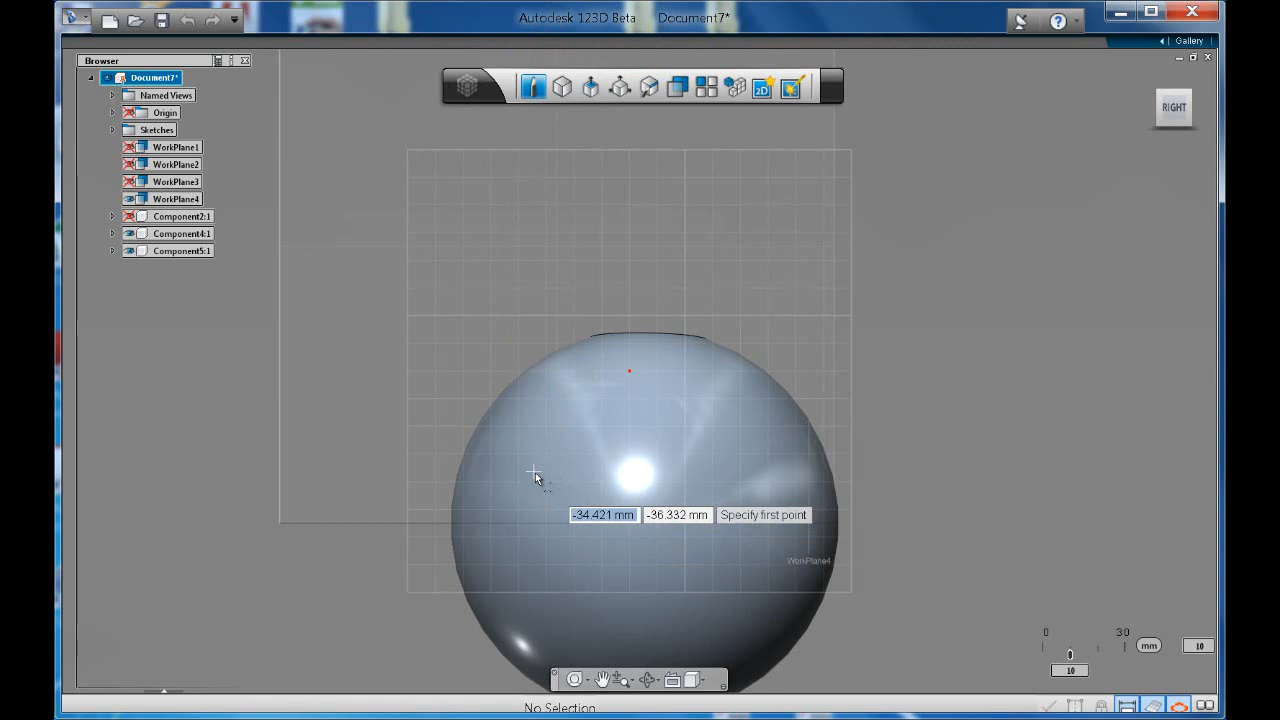 Autodesk 123D Beta Document7*
Gallery
Browser
Document7*
Named Views
Origin
Sketches
WorkPlane1
WorkPlane2
WorkPlane3
WorkPlane4
Component2:1
Component4:1
Component5:1
2D
RIGHT
-34.421 mm -36.332 mm Specify first point
WorkPlane4
0 30
mm 10
10
No Selection